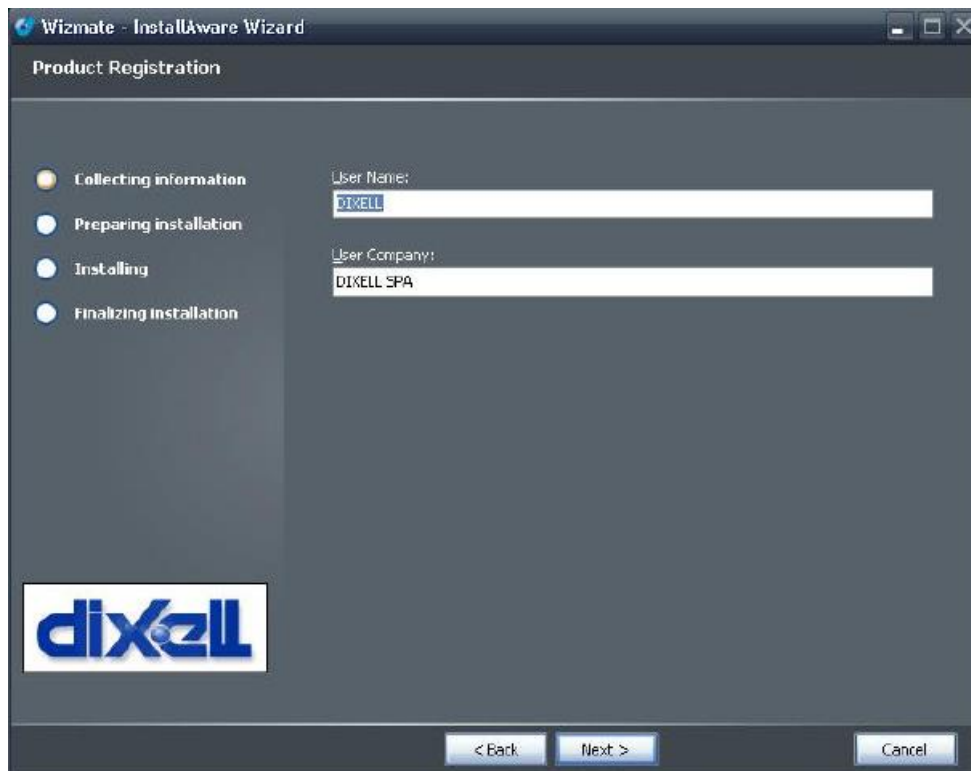 Wizmate - InstallAware Wizard
Product Registration
Collecting information
Preparing installation
Installing
Finalizing installation
User Name:
DIXELL
User Company:
DIXELL SPA
dixell
< Back
Next >
Cancel